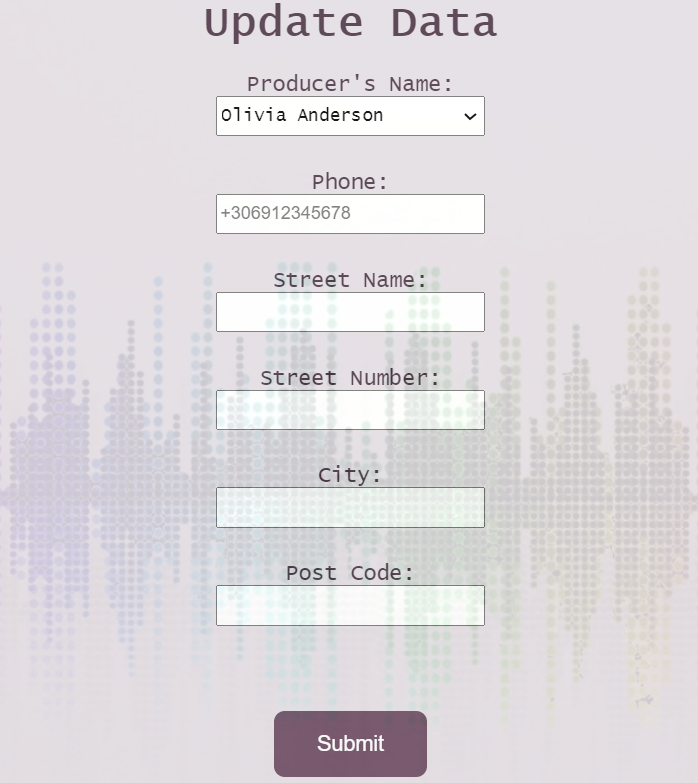 Update Data
Producer's Name:
Olivia Anderson
Phone:
+306912345678
Street Name:
Street Number:
City:
Post Code:
Submit